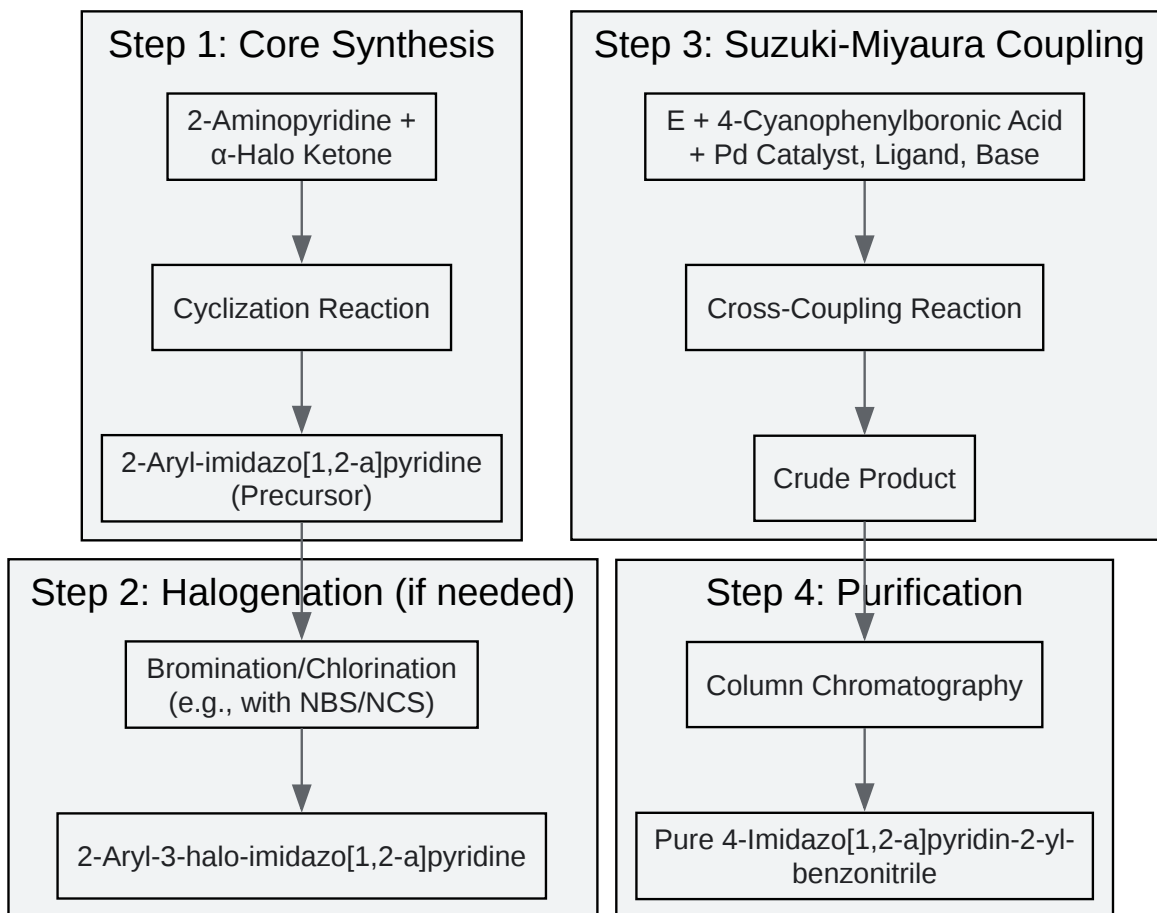 Step 1: Core Synthesis
2-Aminopyridine +
α-Halo Ketone
Cyclization Reaction
2-Aryl-imidazo[1,2-a]pyridine
(Precursor)
Step 2: Halogenation (if needed)
Bromination/Chlorination
(e.g., with NBS/NCS)
2-Aryl-3-halo-imidazo[1,2-a]pyridine
Step 3: Suzuki-Miyaura Coupling
E + 4-Cyanophenylboronic Acid
+ Pd Catalyst, Ligand, Base
Cross-Coupling Reaction
Crude Product
Step 4: Purification
Column Chromatography
Pure 4-Imidazo[1,2-a]pyridin-2-yl-
benzonitrile